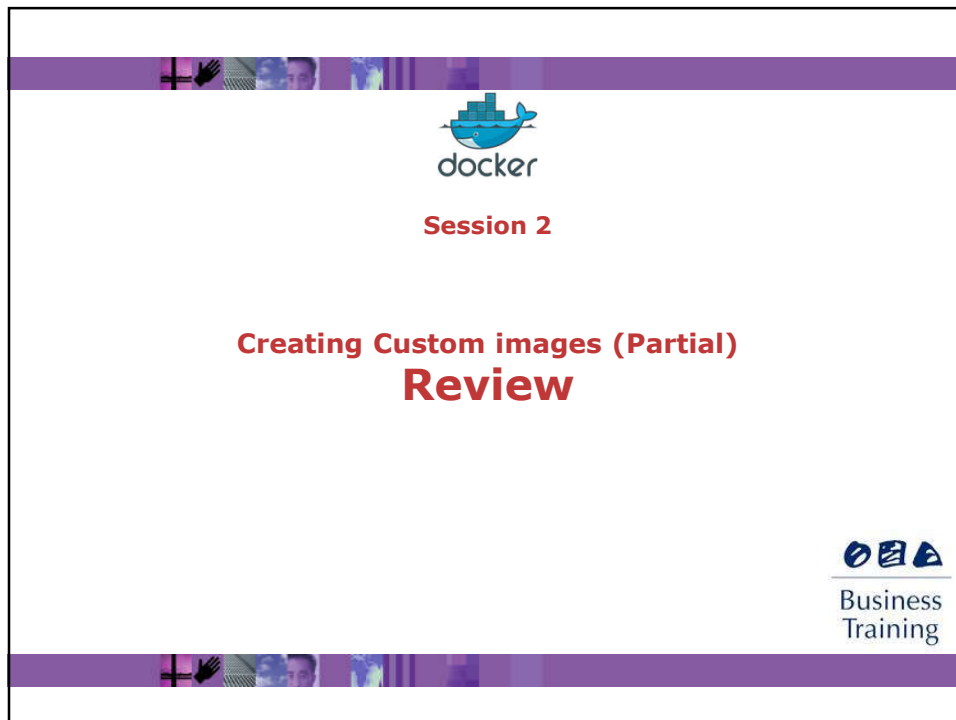 docker
Session 2
Creating Custom images (Partial)
Review
Business
Training